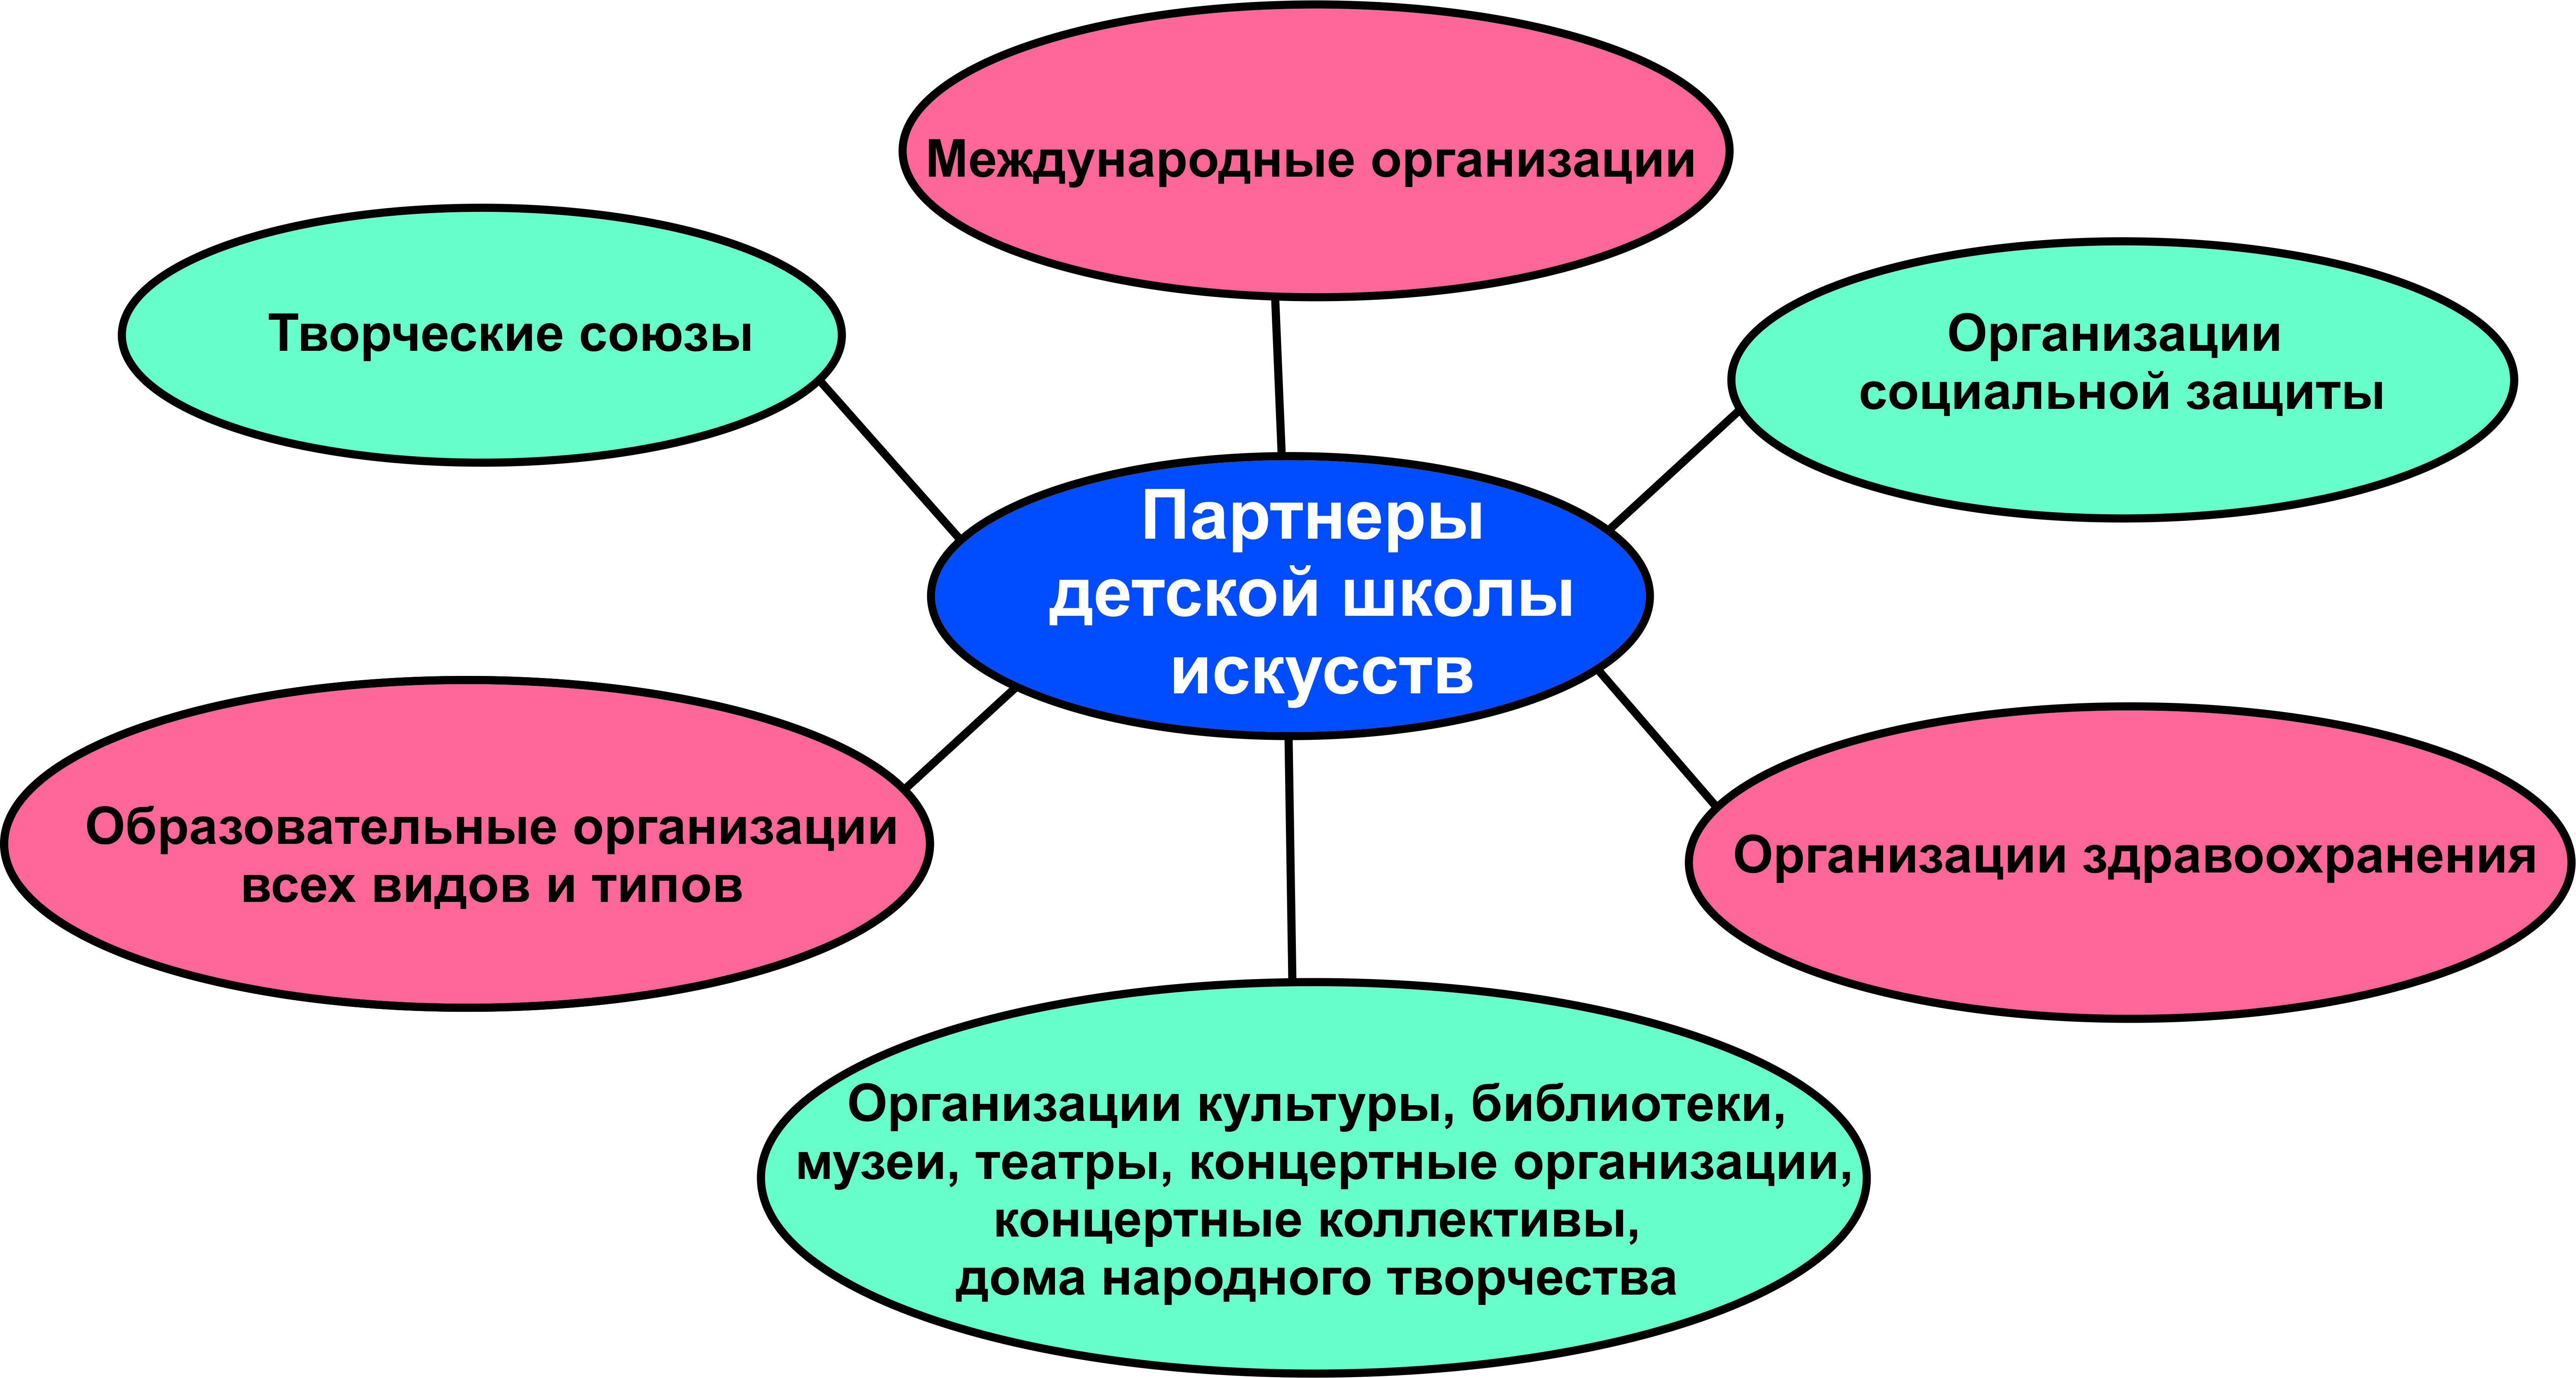 Международные организации
Творческие союзы
Организации
социальной защиты
Партнеры
детской школы
искусств
Образовательные организации
всех видов и типов
Организации здравоохранения
Организации культуры, библиотеки,
музеи, театры, концертные организации,
концертные коллективы,
дома народного творчества